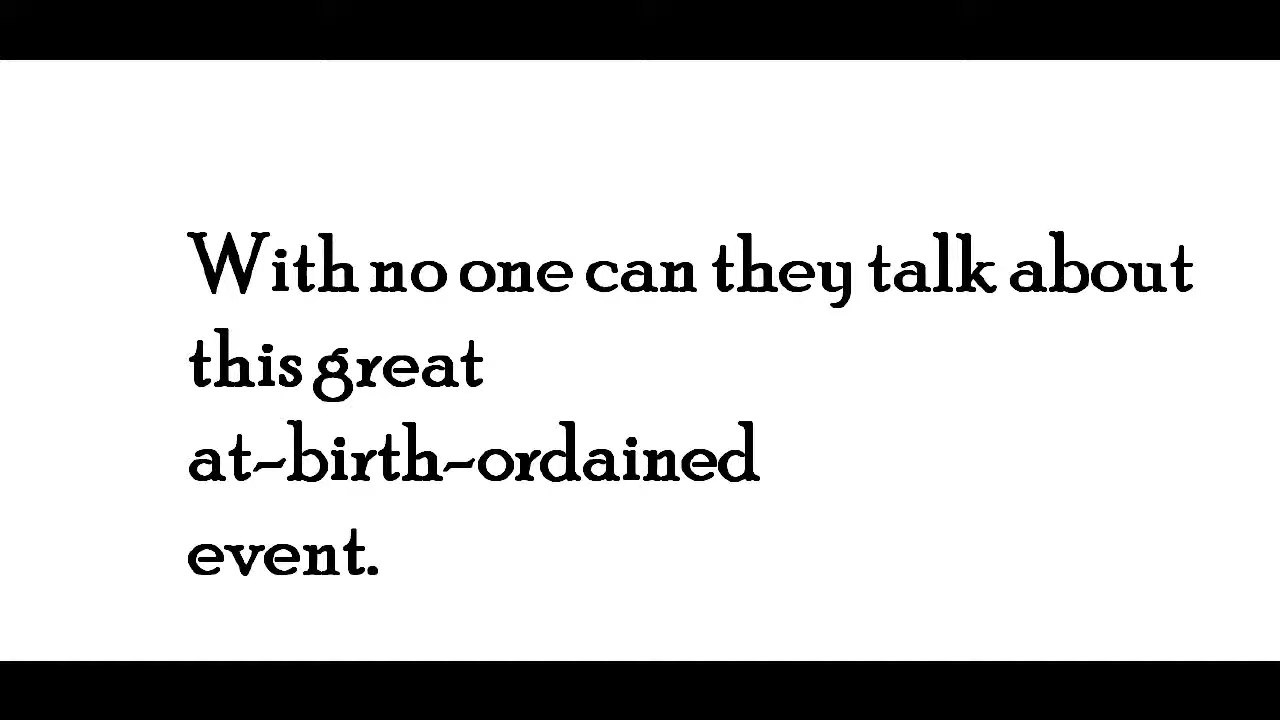 With no one can they talk about
this great
at-birth-ordained
event.